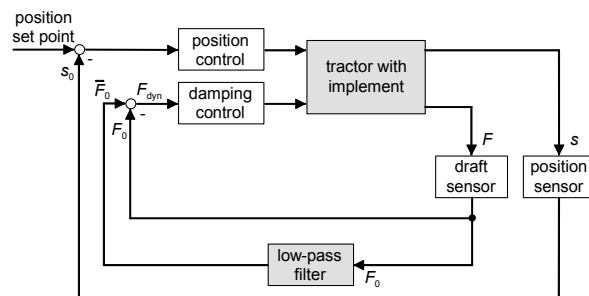 position
set point
-
s₀
position
control
tractor with
implement
F̅₀
F_dyn
-
F₀
damping
control
F
s
draft
sensor
position
sensor
low-pass
filter
F₀